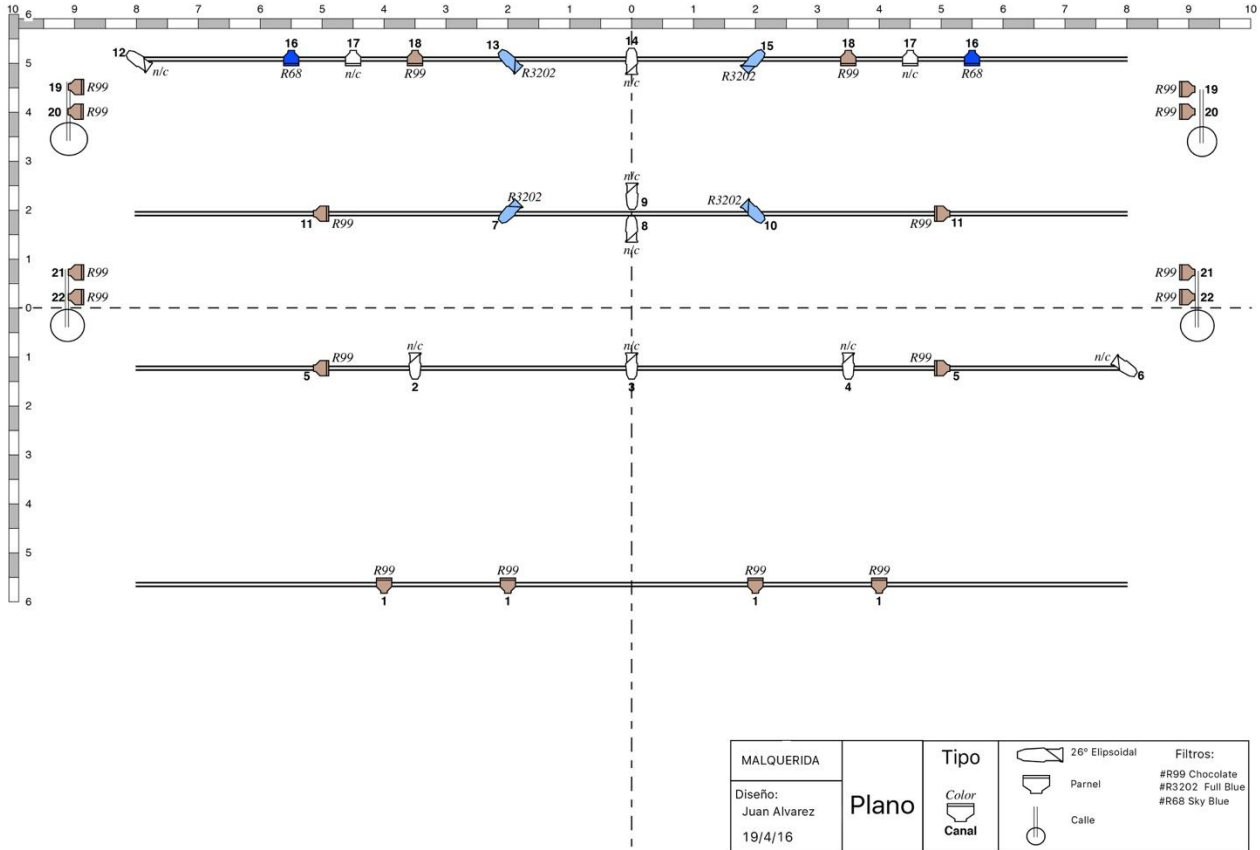 10 9 8 7 6 5 4 3 2 1 0 1 2 3 4 5 6 7 8 9 10
6
12 16 17 18 13 14 15 18 17 16
5
n/c R68 n/c R99 R3202 n/c R3202 R99 n/c R68
19 R99 R99 19
4
20 R99 R99 20
3
n/c
R3202 9 R3202
2
11 R99 7 8 10 R99 11
n/c
1
21 R99 R99 21
22 R99 R99 22
0
n/c n/c n/c n/c
R99 R99
1
5 2 3 4 5 6
2
3
4
5
R99 R99 R99 R99
1 1 1 1
6
MALQUERIDA
Diseño:
Juan Alvarez
19/4/16
Plano
Tipo
Color
Canal
26º Elipsoidal
Parnel
Calle
Filtros:
#R99 Chocolate
#R3202 Full Blue
#R68 Sky Blue